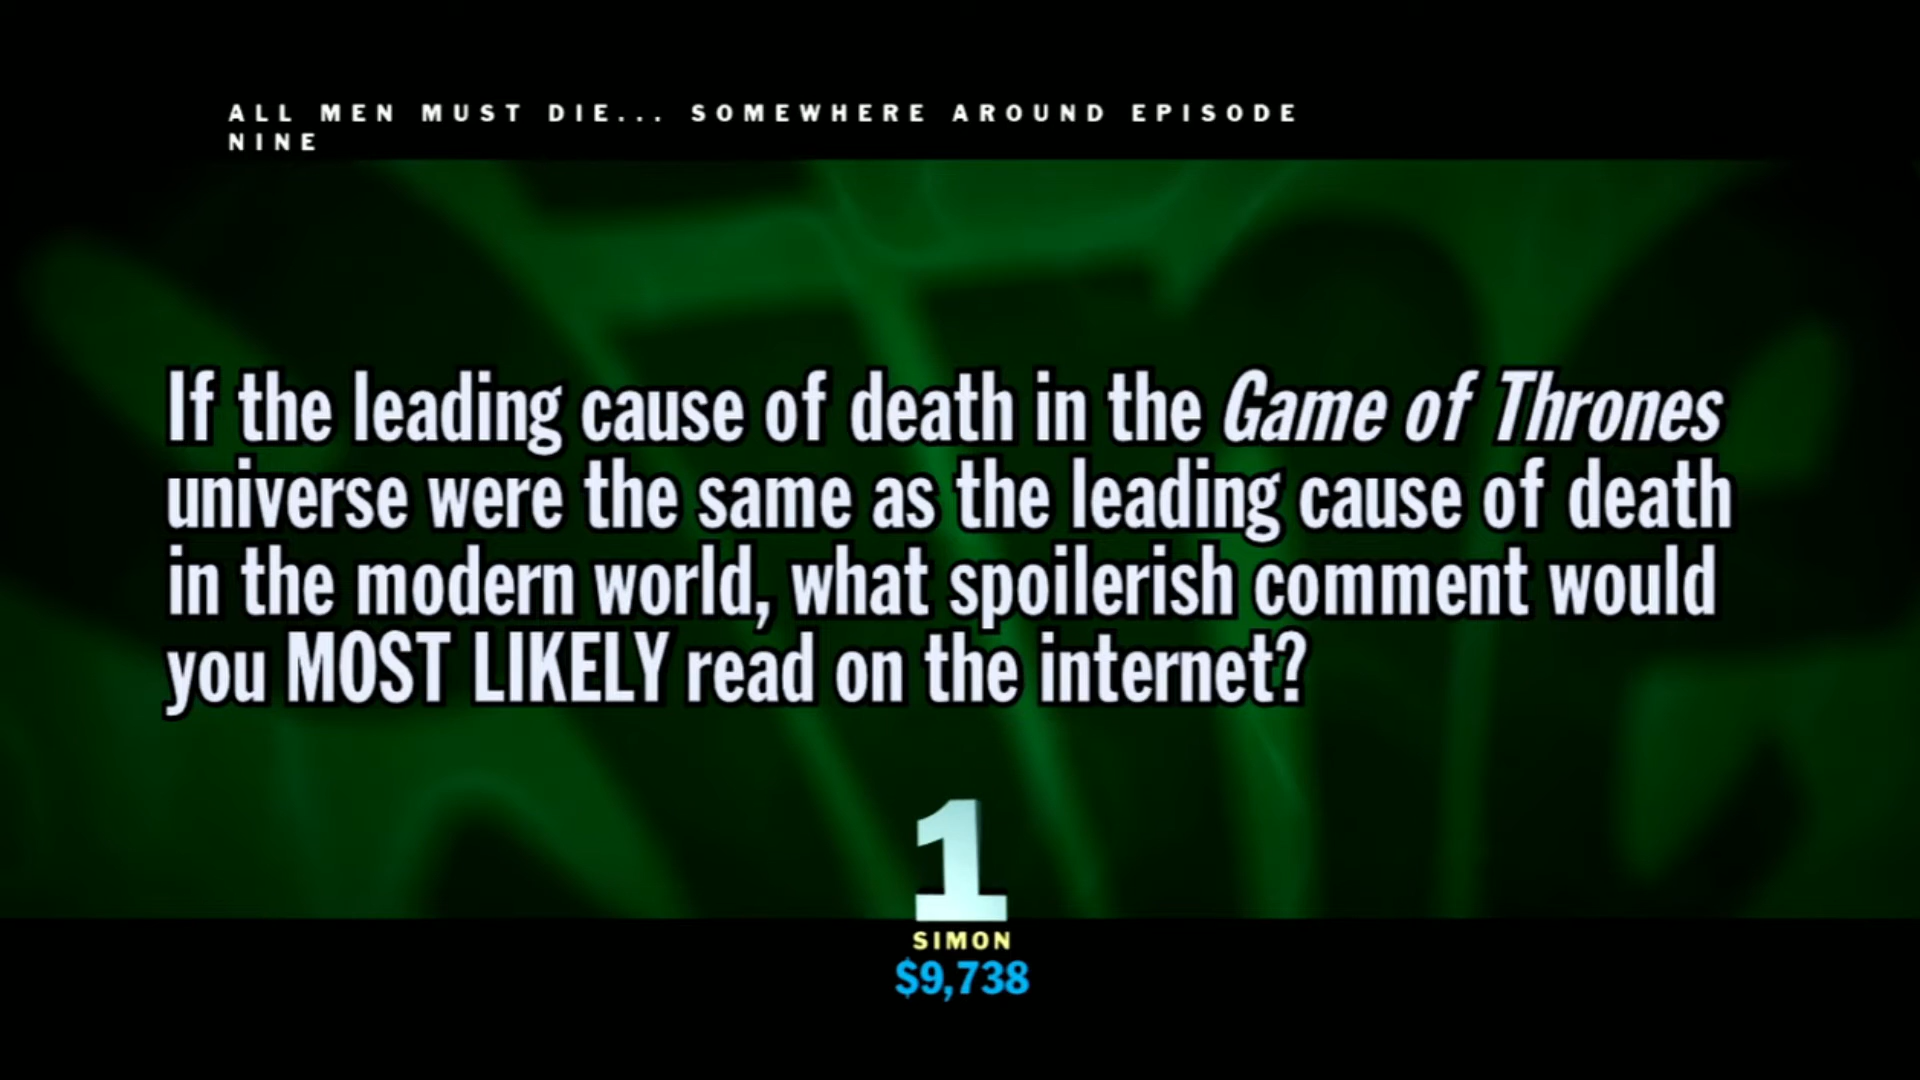 ALL MEN MUST DIE... SOMEWHERE AROUND EPISODE
NINE
If the leading cause of death in the Game of Thrones
universe were the same as the leading cause of death
in the modern world, what spoilerish comment would
you MOST LIKELY read on the internet?
1
SIMON
$9,738